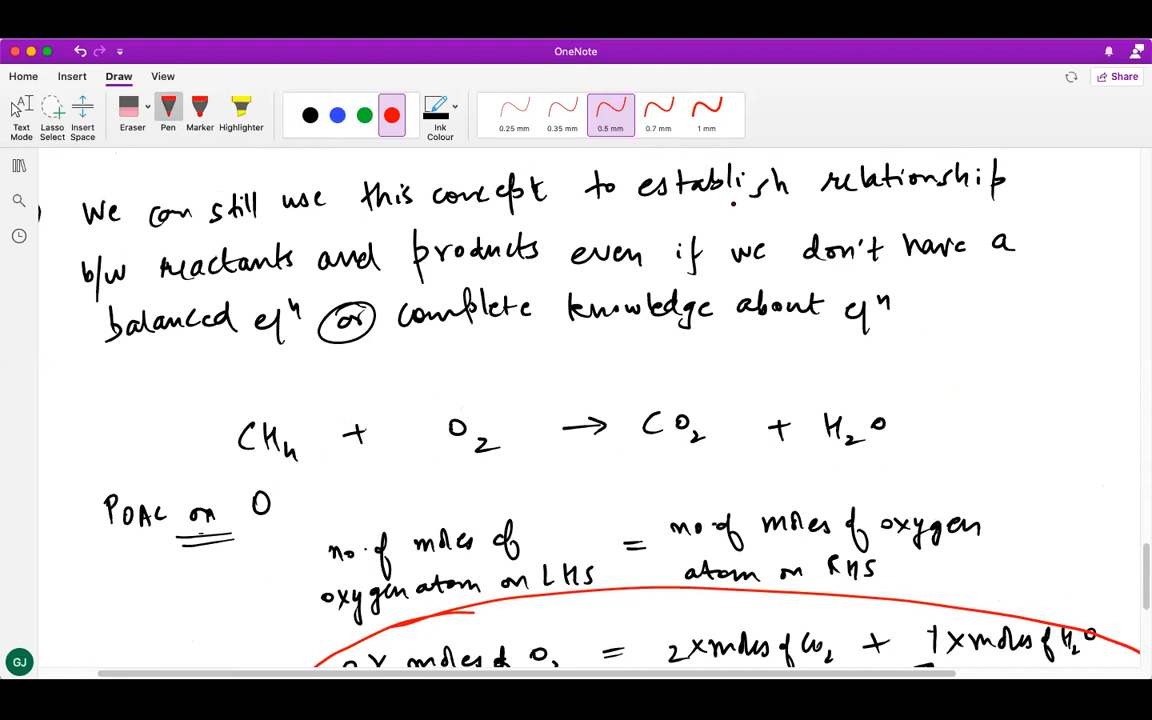 OneNote
Home Insert Draw View
Share
Text Mode
Lasso Select
Insert Space
Eraser
Pen
Marker
Highlighter
Ink Colour
0.25 mm
0.35 mm
0.5 mm
0.7 mm
1 mm
We can still use this concept to establish relationship
b/w reactants and products even if we don't have a
balanced eqⁿ or complete knowledge about eqⁿ
CH₄ + O₂ → CO₂ + H₂O
POAC on O
no. of moles of oxygen atom on LHS = no. of moles of oxygen atom on RHS
moles of O₂ = 2 × moles of CO₂ + 1 × moles of H₂O
GJ